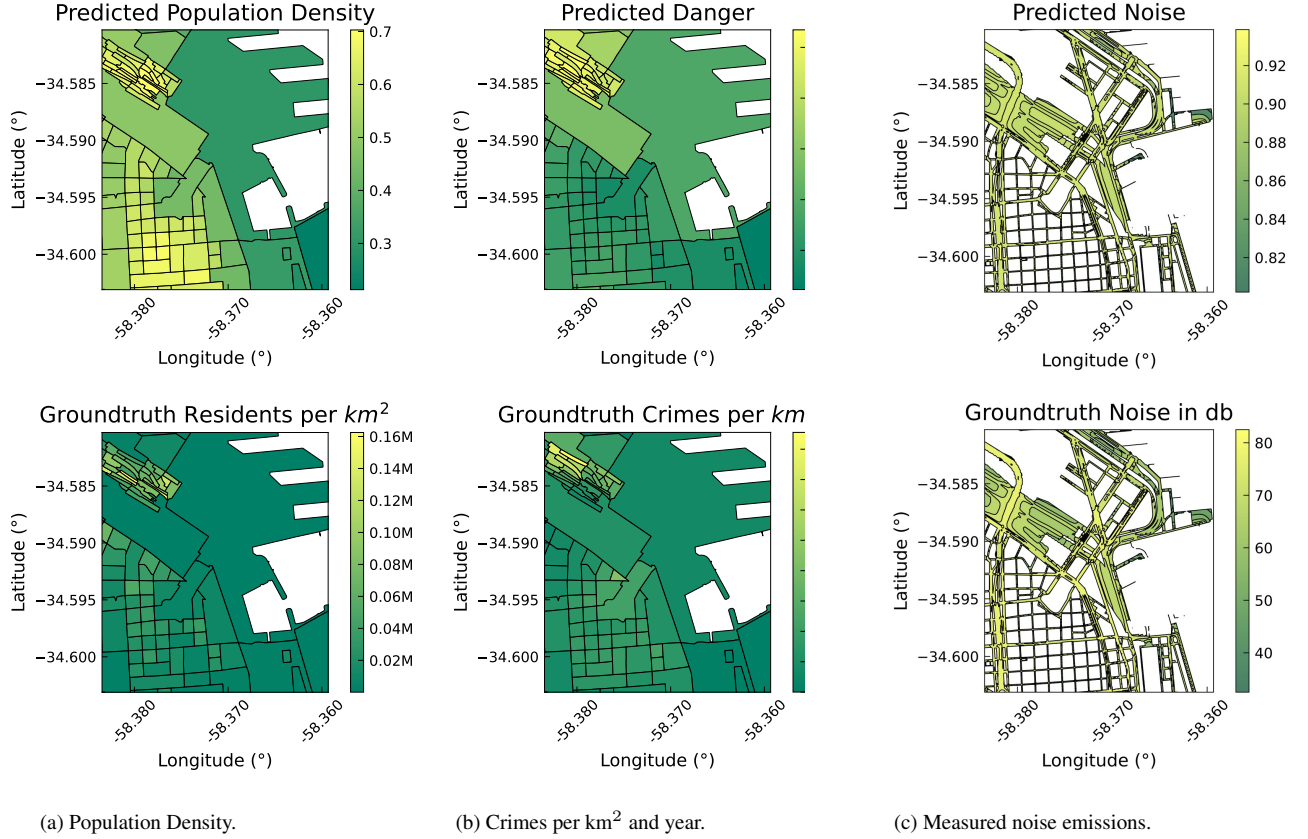 Predicted Population Density
Latitude (°)
−34.585
−34.590
−34.595
−34.600
-58.380
-58.370
-58.360
Longitude (°)
0.7
0.6
0.5
0.4
0.3
Predicted Danger
Latitude (°)
−34.585
−34.590
−34.595
−34.600
-58.380
-58.370
-58.360
Longitude (°)
Predicted Noise
Latitude (°)
−34.585
−34.590
−34.595
−34.600
-58.380
-58.370
-58.360
Longitude (°)
0.92
0.90
0.88
0.86
0.84
0.82
Groundtruth Residents per km²
Latitude (°)
−34.585
−34.590
−34.595
−34.600
-58.380
-58.370
-58.360
Longitude (°)
0.16M
0.14M
0.12M
0.10M
0.08M
0.06M
0.04M
0.02M
Groundtruth Crimes per km
Latitude (°)
−34.585
−34.590
−34.595
−34.600
-58.380
-58.370
-58.360
Longitude (°)
Groundtruth Noise in db
Latitude (°)
−34.585
−34.590
−34.595
−34.600
-58.380
-58.370
-58.360
Longitude (°)
80
70
60
50
40
(a) Population Density.
(b) Crimes per km² and year.
(c) Measured noise emissions.